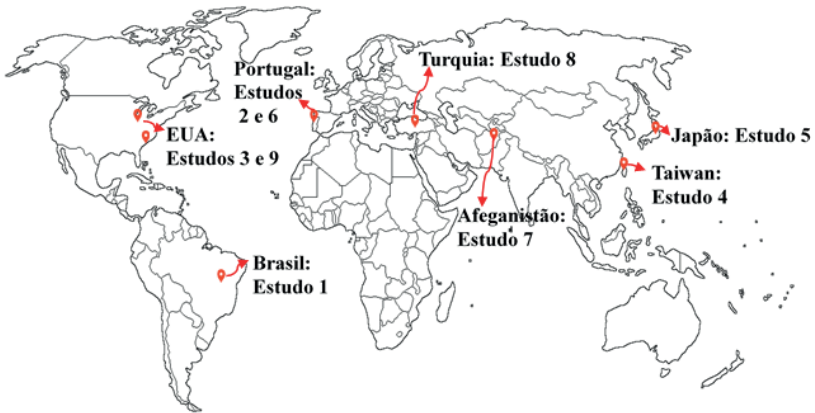 Turquia: Estudo 8
Portugal:
Estudos
2 e 6
EUA:
Estudos 3 e 9
Japão: Estudo 5
Taiwan:
Estudo 4
Afeganistão:
Estudo 7
Brasil:
Estudo 1